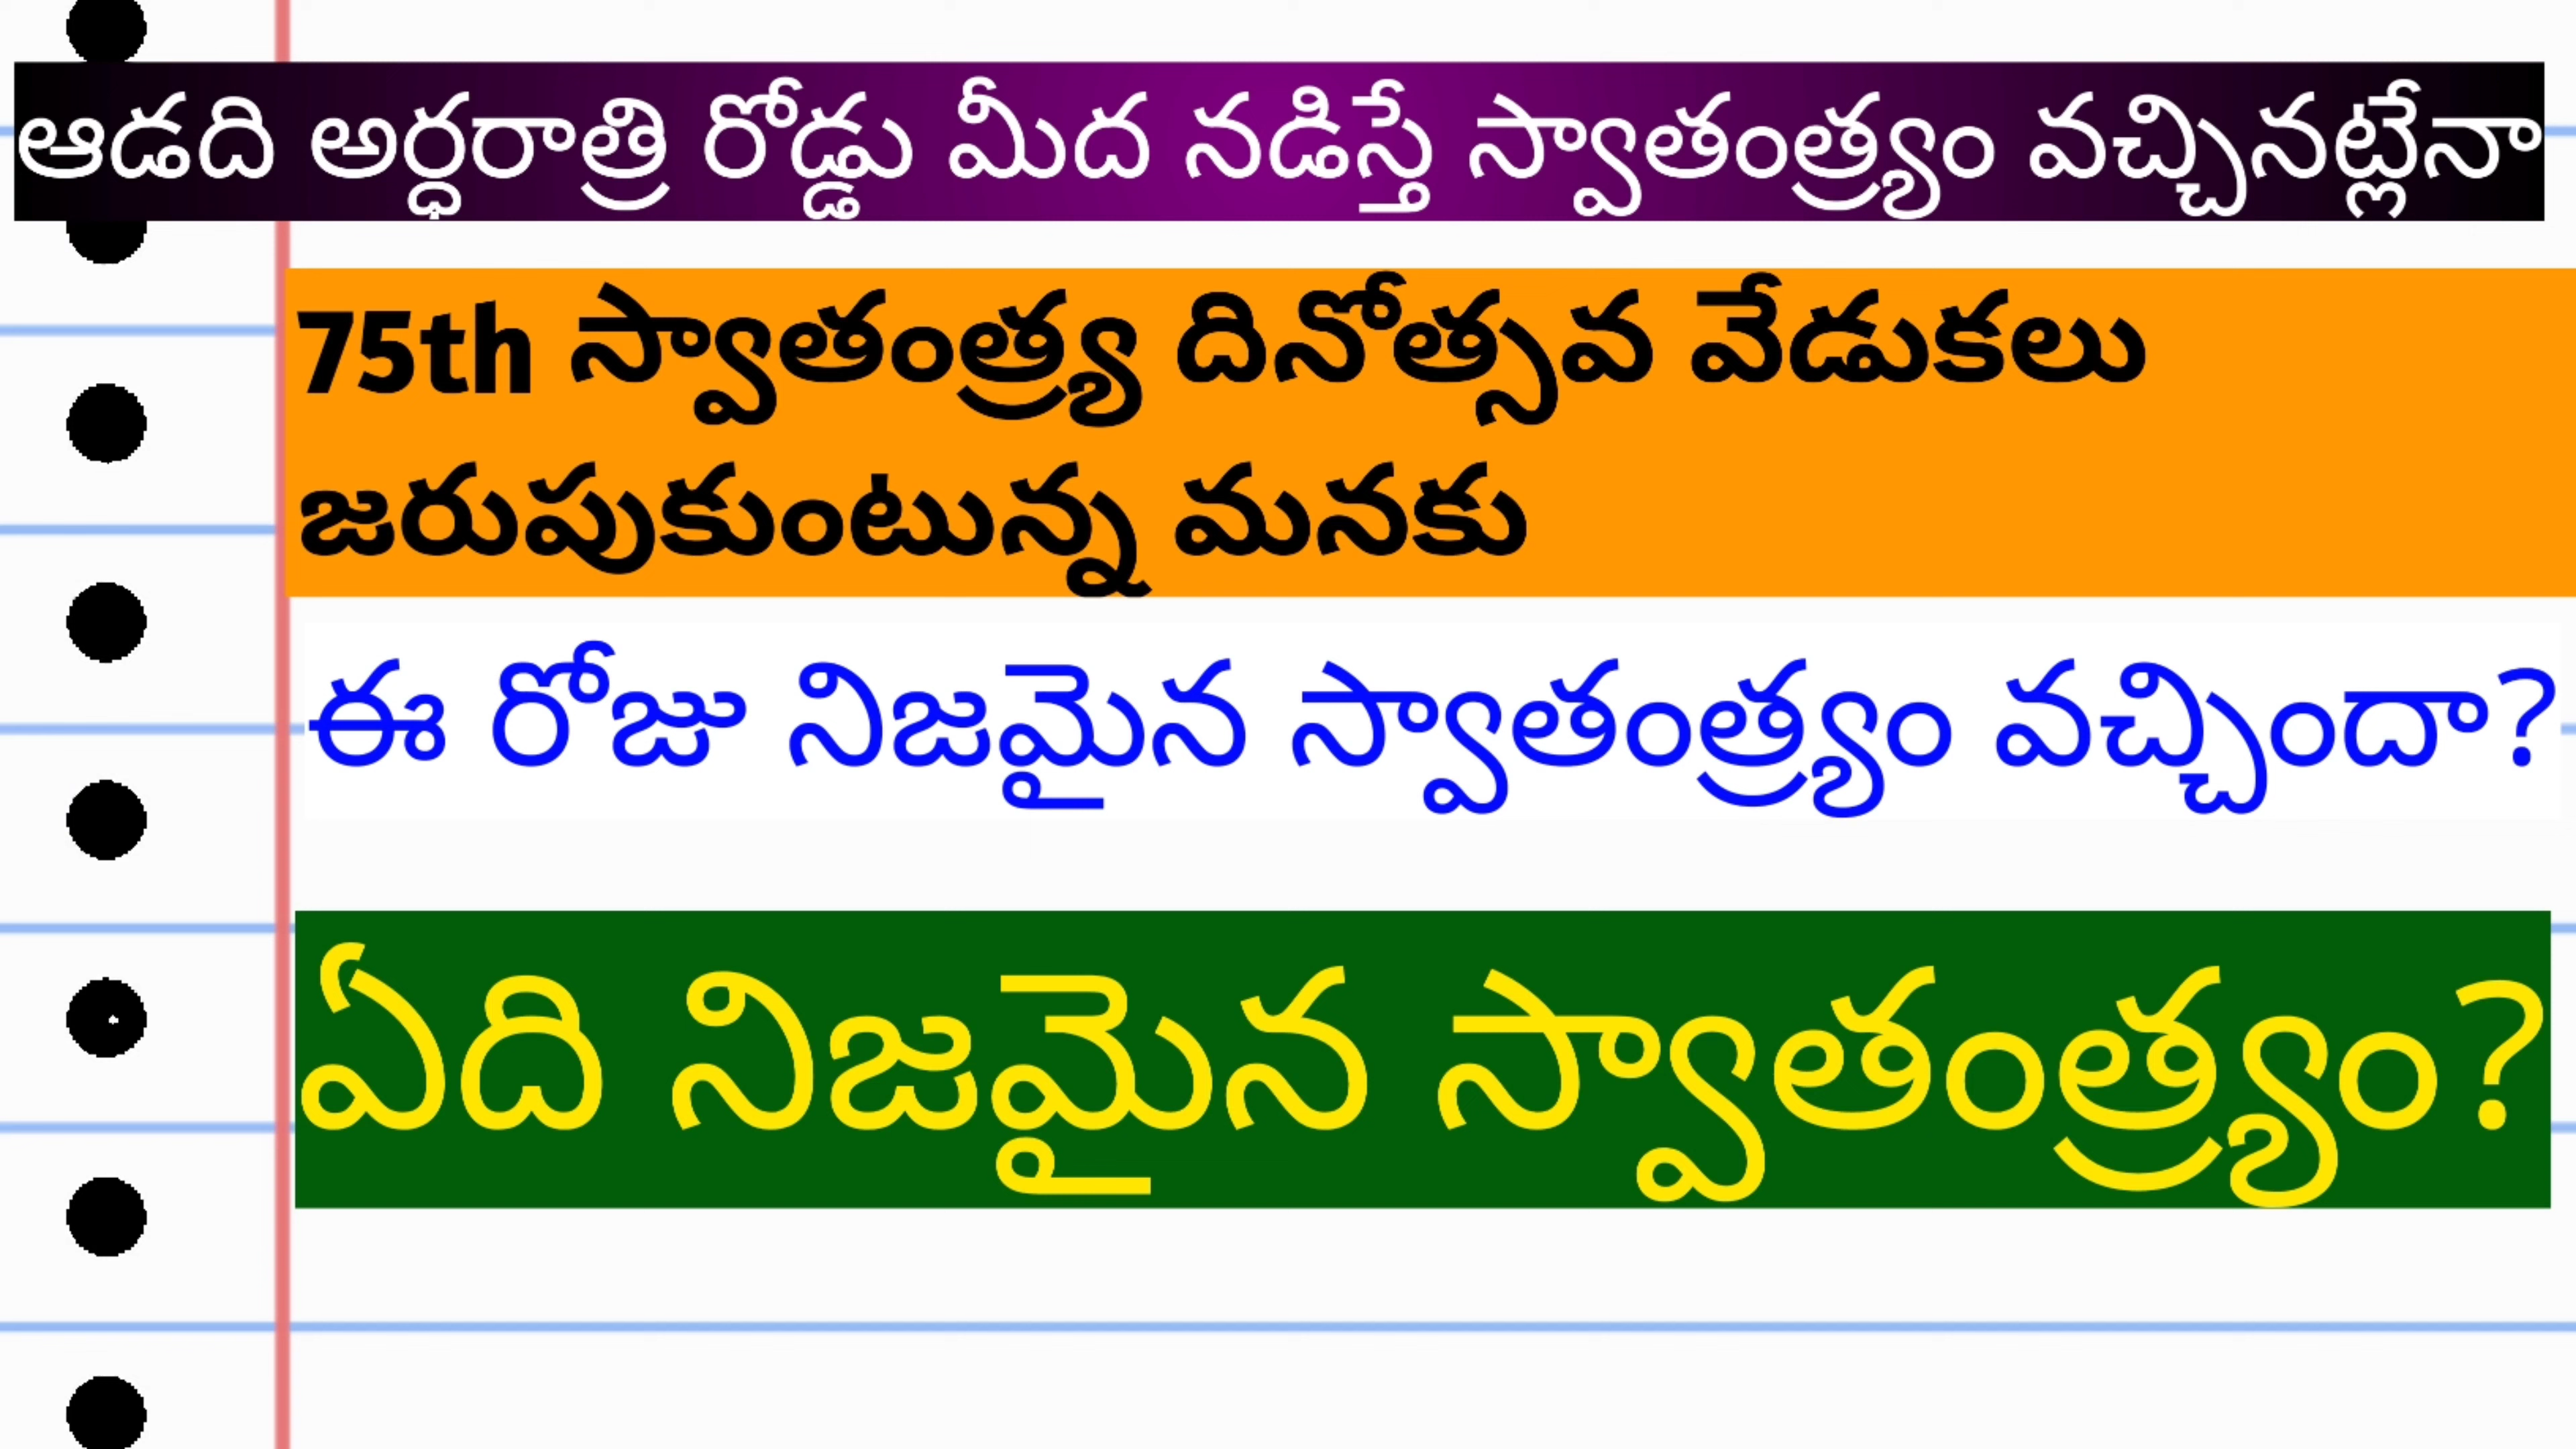 ఆడది అర్ధరాత్రి రోడ్డు మీద నడిస్తే స్వాతంత్ర్యం వచ్చినట్లేనా
75th స్వాతంత్ర్య దినోత్సవ వేడుకలు
జరుపుకుంటున్న మనకు
ఈ రోజు నిజమైన స్వాతంత్ర్యం వచ్చిందా?
ఏది నిజమైన స్వాతంత్ర్యం?